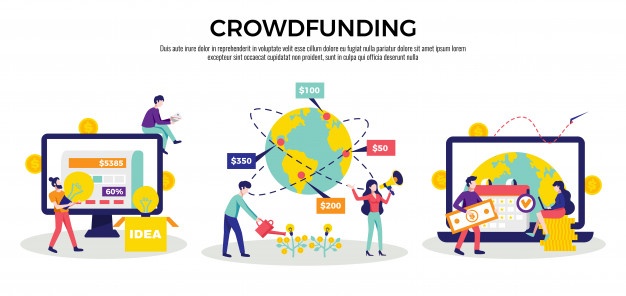 CROWDFUNDING
Duis aute irure dolor in reprehenderit in voluptate velit esse cillum dolore eu fugiat nulla pariatur dolore sit amet ipsum lorem
excepteur sint occaecat cupidatat non proident, sunt in culpa qui officia deserunt nulla
$100
$5385
$50
$350
60%
$200
IDEA